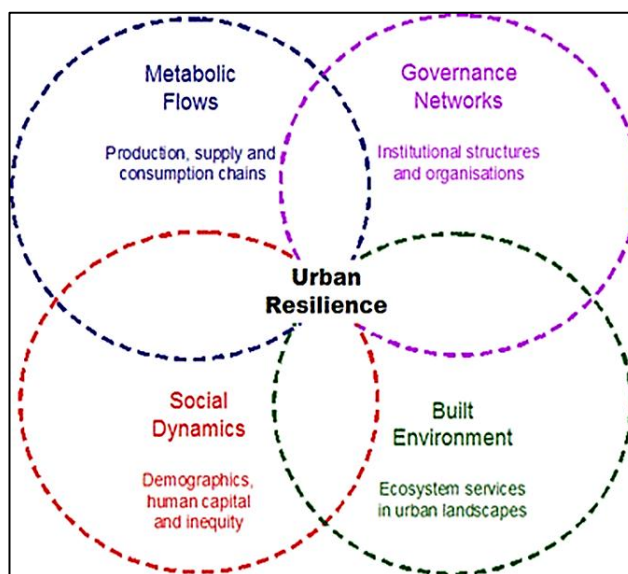 Metabolic
Flows
Production, supply and
consumption chains
Governance
Networks
Institutional structures
and organisations
Urban
Resilience
Social
Dynamics
Demographics,
human capital
and inequity
Built
Environment
Ecosystem services
in urban landscapes